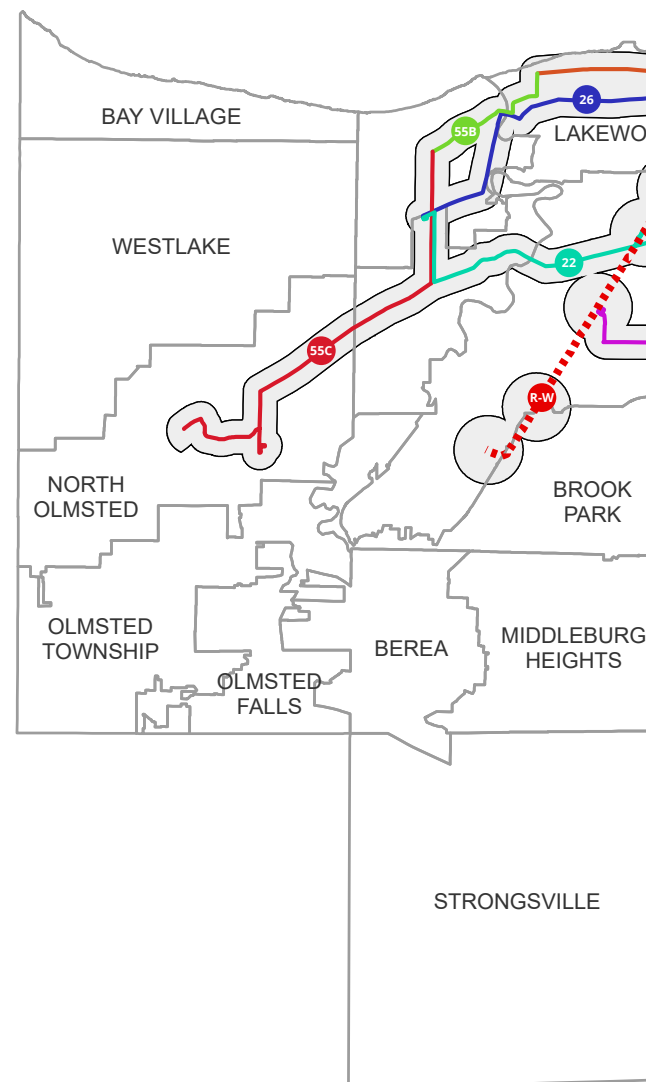 26
BAY VILLAGE
55B
LAKEWO
WESTLAKE
22
55C
R-W
NORTH
OLMSTED
BROOK
PARK
OLMSTED
TOWNSHIP
BEREA
MIDDLEBURG
HEIGHTS
OLMSTED
FALLS
STRONGSVILLE